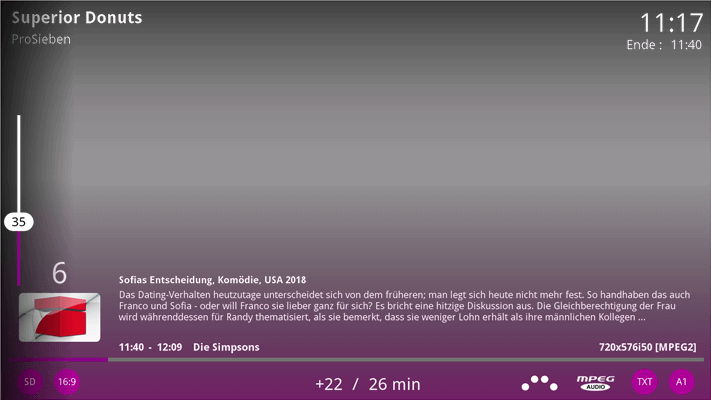 Superior Donuts
11:17
ProSieben
Ende : 11:40
35
6
Sofias Entscheidung, Komödie, USA 2018
Das Dating-Verhalten heutzutage unterscheidet sich von dem früheren; man legt sich heute nicht mehr fest. So handhaben das auch
Franco und Sofia - oder will Franco sie lieber ganz für sich? Es bricht eine hitzige Diskussion aus. Die Gleichberechtigung der Frau
wird währenddessen für Randy thematisiert, als sie bemerkt, dass sie weniger Lohn erhält als ihre männlichen Kollegen ...
11:40 - 12:09 Die Simpsons
720x576i50 [MPEG2]
SD
16:9
+22 / 26 min
MPEG
AUDIO
TXT
A1